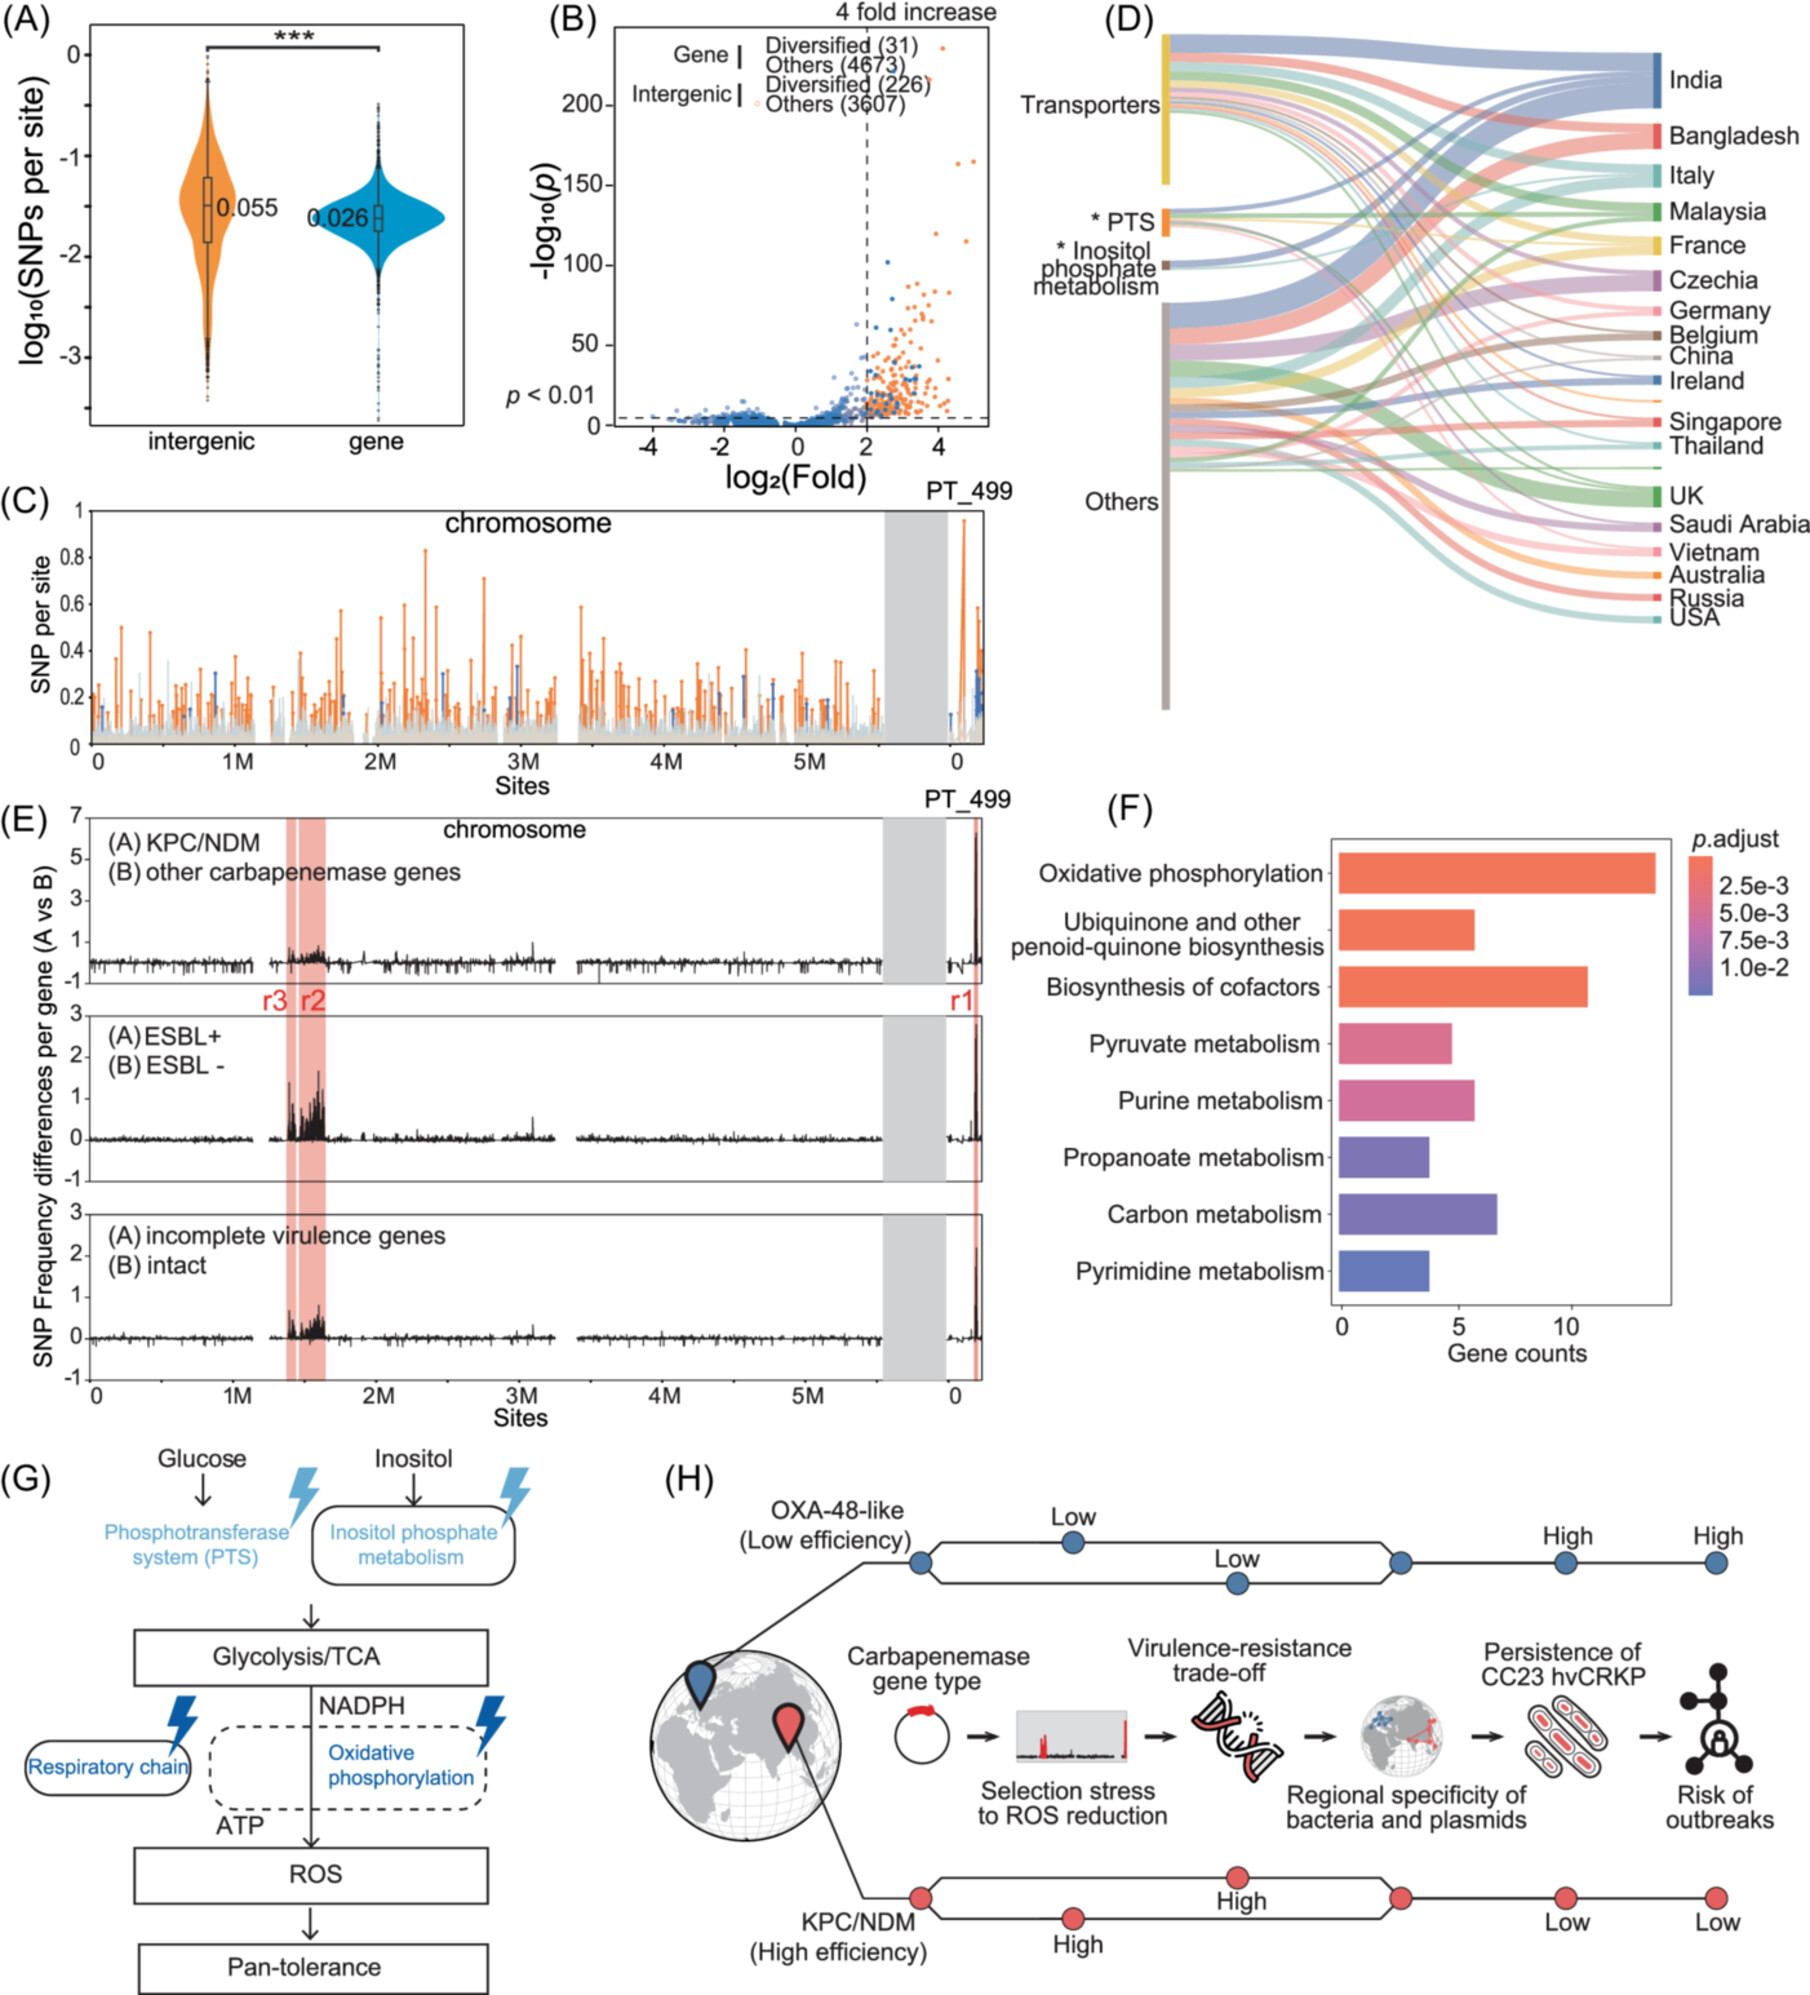 (A)
log₁₀(SNPs per site)
0
-1
-2
-3
***
0.055
0.026
intergenic
gene
(B)
4 fold increase
Gene
Diversified (31)
Others (4673)
Intergenic
Diversified (226)
Others (3607)
-log₁₀(p)
200
150
100
50
0
p < 0.01
-4
-2
0
2
4
log₂(Fold)
(C)
PT_499
chromosome
SNP per site
1
0.8
0.6
0.4
0.2
0
0
1M
2M
3M
4M
5M
0
Sites
(D)
Transporters
* PTS
* Inositol
phosphate
metabolism
Others
India
Bangladesh
Italy
Malaysia
France
Czechia
Germany
Belgium
China
Ireland
Singapore
Thailand
UK
Saudi Arabia
Vietnam
Australia
Russia
USA
(E)
PT_499
chromosome
SNP Frequency differences per gene (A vs B)
7
5
3
1
-1
(A) KPC/NDM
(B) other carbapenemase genes
r3
r2
r1
3
2
1
0
-1
(A) ESBL+
(B) ESBL -
3
2
1
0
-1
(A) incomplete virulence genes
(B) intact
0
1M
2M
3M
4M
5M
0
Sites
(F)
Oxidative phosphorylation
Ubiquinone and other
penoid-quinone biosynthesis
Biosynthesis of cofactors
Pyruvate metabolism
Purine metabolism
Propanoate metabolism
Carbon metabolism
Pyrimidine metabolism
0
5
10
Gene counts
p.adjust
2.5e-3
5.0e-3
7.5e-3
1.0e-2
(G)
Glucose
Inositol
Phosphotransferase
system (PTS)
Inositol phosphate
metabolism
Glycolysis/TCA
NADPH
Respiratory chain
Oxidative
phosphorylation
ATP
ROS
Pan-tolerance
(H)
OXA-48-like
(Low efficiency)
Low
Low
High
High
Carbapenemase
gene type
Selection stress
to ROS reduction
Virulence-resistance
trade-off
Regional specificity of
bacteria and plasmids
Persistence of
CC23 hvCRKP
Risk of
outbreaks
KPC/NDM
(High efficiency)
High
High
Low
Low